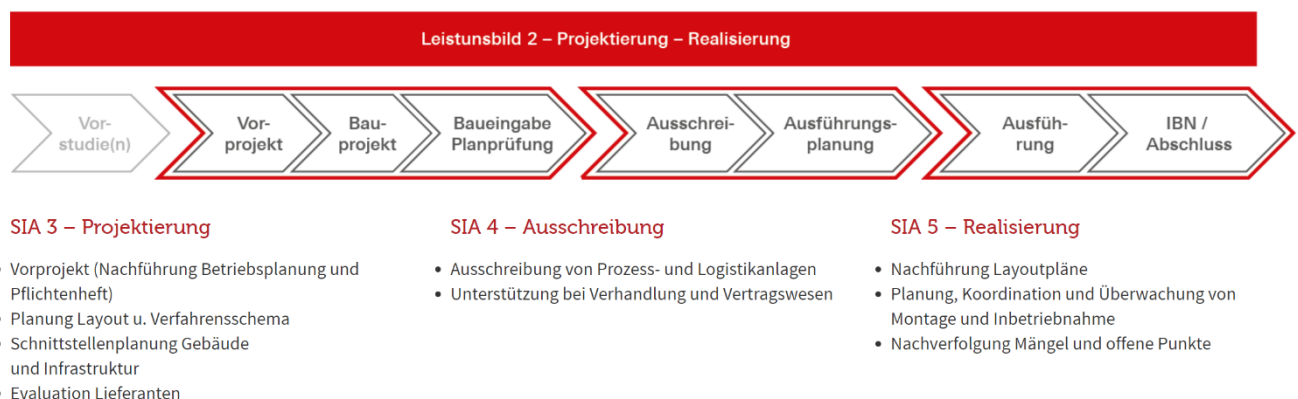 Leistunsbild 2 – Projektierung – Realisierung
Vor-
studie(n)
Vor-
projekt
Bau-
projekt
Baueingabe
Planprüfung
Ausschrei-
bung
Ausführungs-
planung
Ausfüh-
rung
IBN /
Abschluss
SIA 3 – Projektierung
• Vorprojekt (Nachführung Betriebsplanung und
Pflichtenheft)
• Planung Layout u. Verfahrensschema
• Schnittstellenplanung Gebäude
und Infrastruktur
• Evaluation Lieferanten
SIA 4 – Ausschreibung
• Ausschreibung von Prozess- und Logistikanlagen
• Unterstützung bei Verhandlung und Vertragswesen
SIA 5 – Realisierung
• Nachführung Layoutpläne
• Planung, Koordination und Überwachung von
Montage und Inbetriebnahme
• Nachverfolgung Mängel und offene Punkte